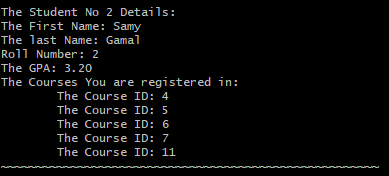 The Student No 2 Details:
The First Name: Samy
The last Name: Gamal
Roll Number: 2
The GPA: 3.20
The Courses You are registered in:
The Course ID: 4
The Course ID: 5
The Course ID: 6
The Course ID: 7
The Course ID: 11
~~~~~~~~~~~~~~~~~~~~~~~~~~~~~~~~~~~~~~~~~~~~~~~~~~~~~~